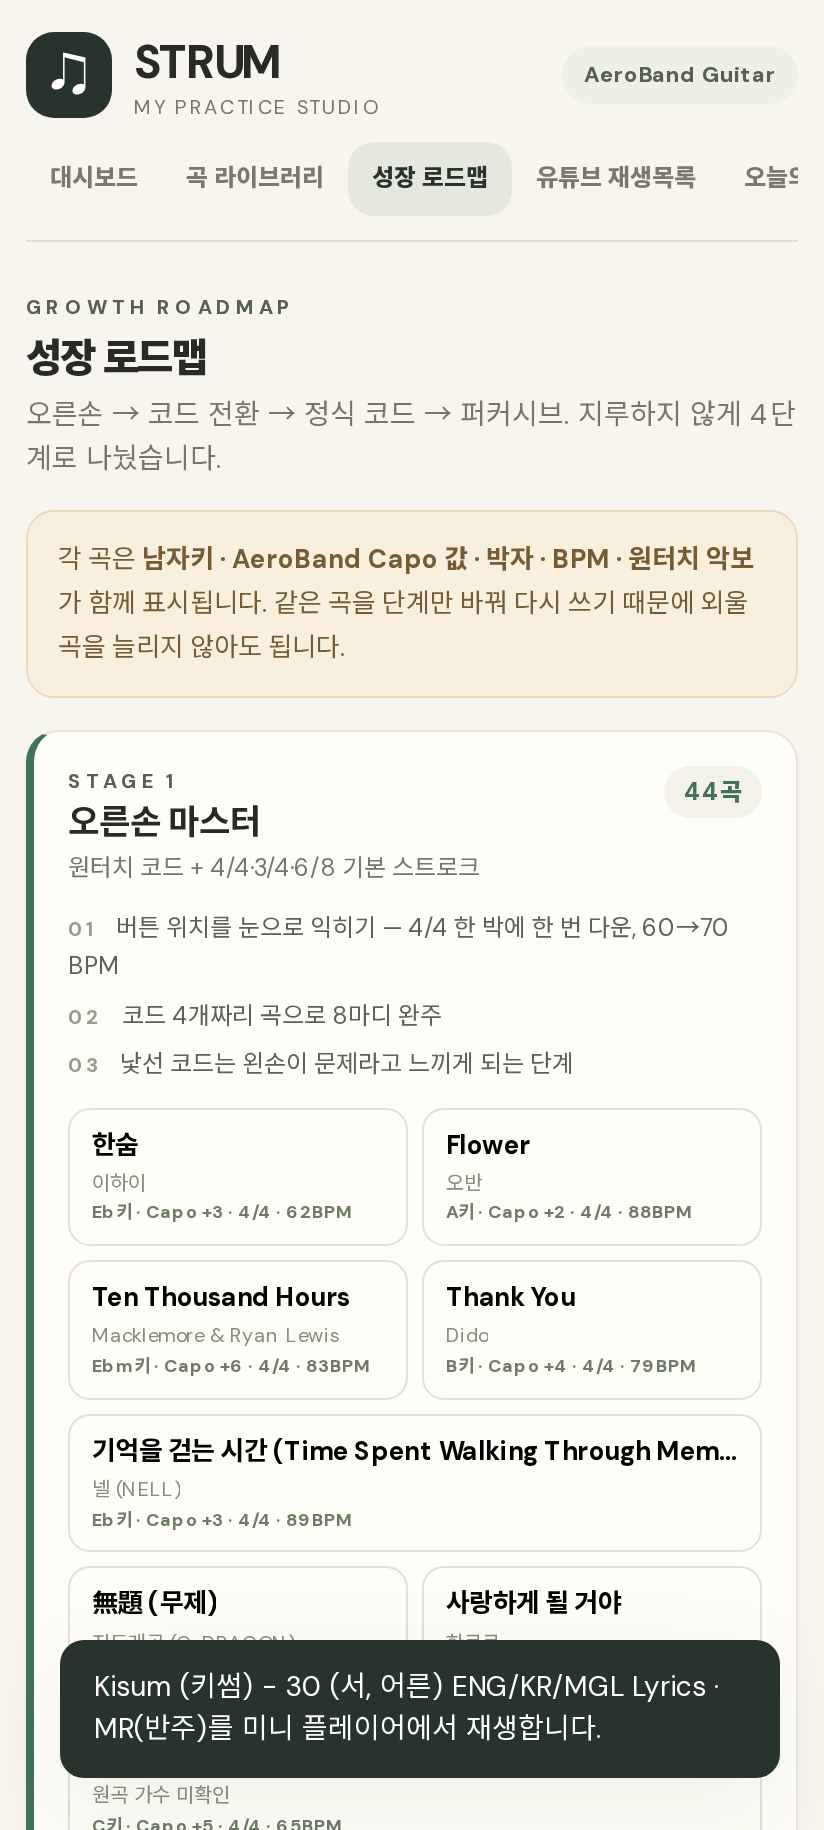 STRUM
MY PRACTICE STUDIO
AeroBand Guitar
대시보드 곡 라이브러리 성장 로드맵 유튜브 재생목록
GROWTH ROADMAP
성장 로드맵
오른손 → 코드 전환 → 정식 코드 → 퍼커시브. 지루하지 않게 4단
계로 나눴습니다.
각 곡은 남자키 · AeroBand Capo 값 · 박자 · BPM · 원터치 악보
가 함께 표시됩니다. 같은 곡을 단계만 바꿔 다시 쓰기 때문에 외울
곡을 늘리지 않아도 됩니다.
STAGE 1
44곡
오른손 마스터
원터치 코드 + 4/4·3/4·6/8 기본 스트로크
01 버튼 위치를 눈으로 익히기 — 4/4 한 박에 한 번 다운, 60→70
BPM
02 코드 4개짜리 곡으로 8마디 완주
03 낯선 코드는 왼손이 문제라고 느끼게 되는 단계
한숨
이하이
Eb키 · Capo +3 · 4/4 · 62BPM
Flower
오반
A키 · Capo +2 · 4/4 · 88BPM
Ten Thousand Hours
Macklemore & Ryan Lewis
Ebm키 · Capo +6 · 4/4 · 83BPM
Thank You
Dido
B키 · Capo +4 · 4/4 · 79BPM
기억을 걷는 시간 (Time Spent Walking Through Mem...
넬 (NELL)
Eb키 · Capo +3 · 4/4 · 89BPM
無題 (무제)
사랑하게 될 거야
Kisum (키썸) - 30 (서, 어른) ENG/KR/MGL Lyrics ·
MR(반주)를 미니 플레이어에서 재생합니다.
원곡 가수 미확인
C키 · Capo +5 · 4/4 · 65BPM